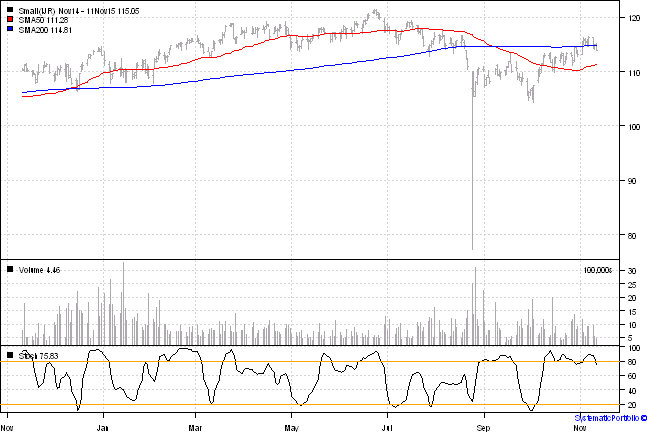 Small(IJR) Nov14 - 11Nov15 115.05
SMA50 111.28
SMA200 114.81
120
110
100
90
80
Volume 4.46
100,000s
30
25
20
15
10
5
Stoch 75.83
100
80
60
40
20
Nov Jan Mar May Jul Sep Nov
SystematicPortfolio ©